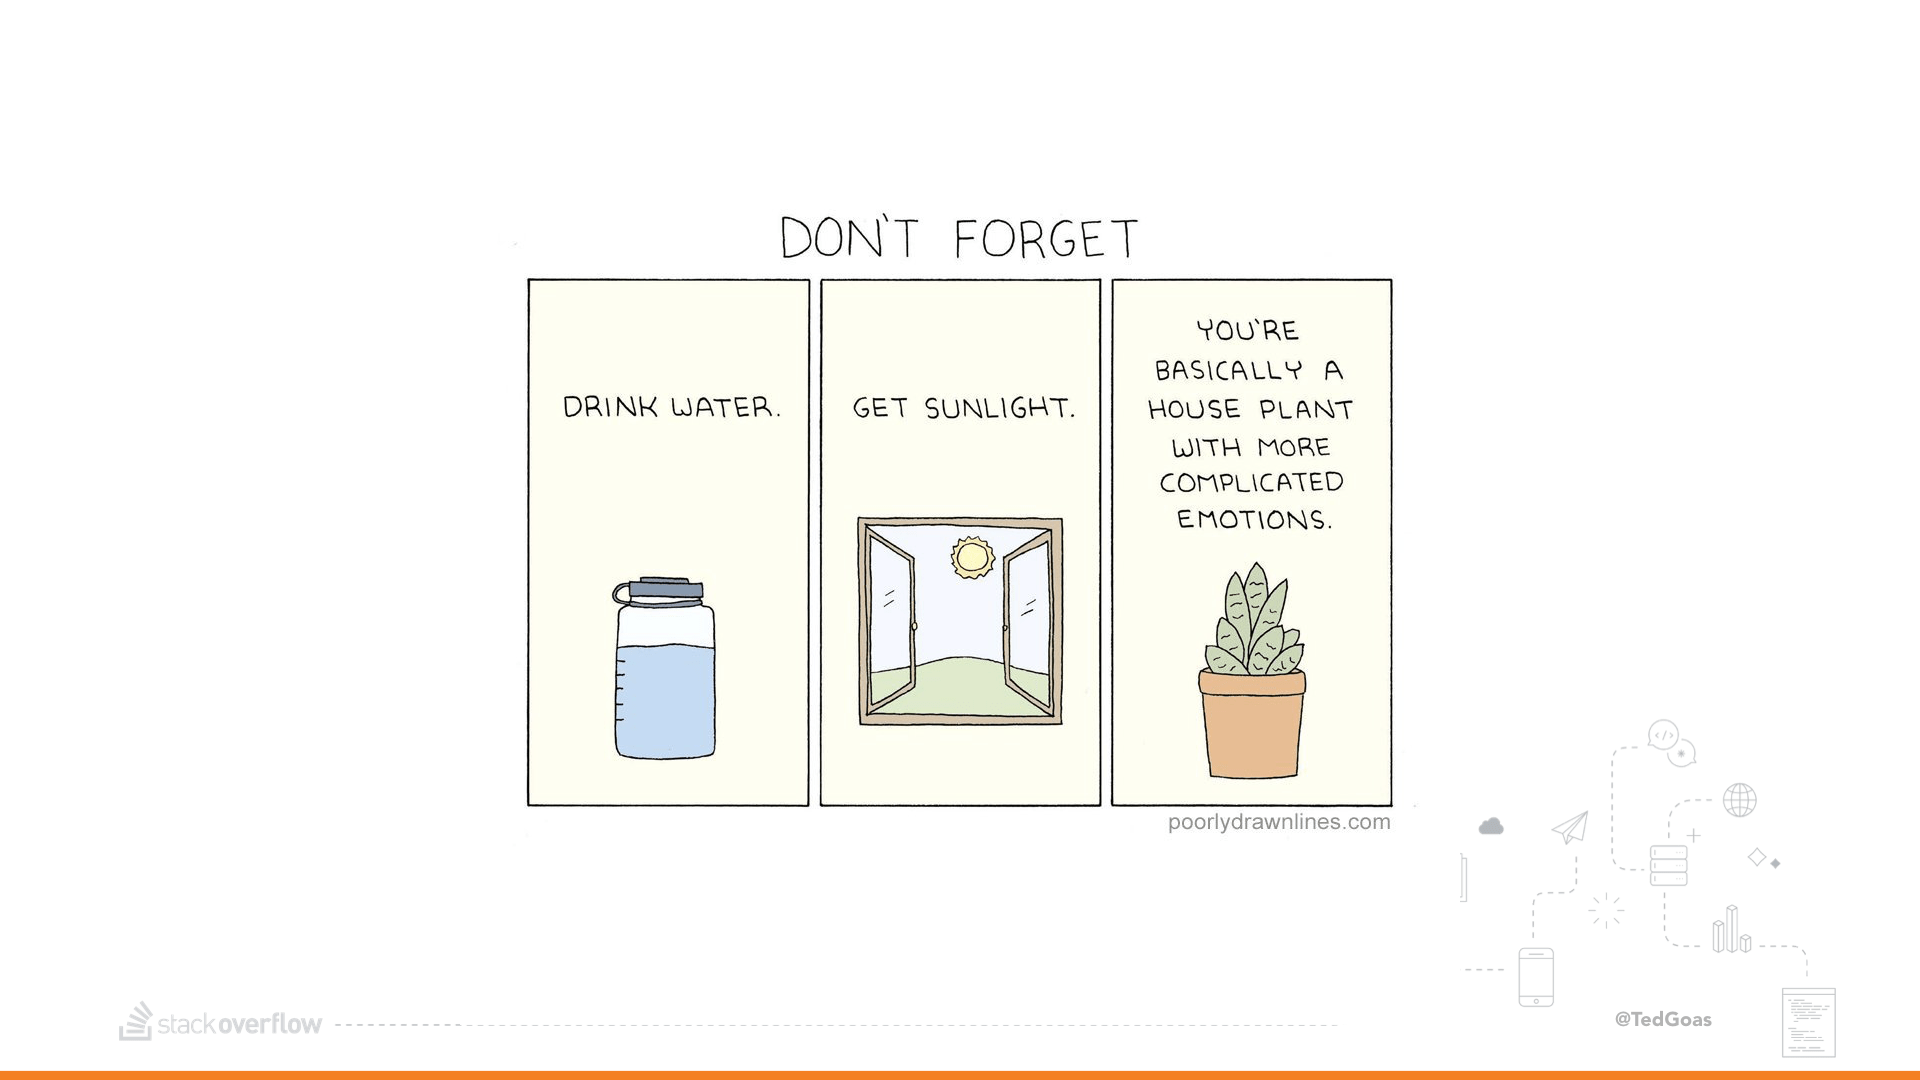 DON'T FORGET
DRINK WATER.
GET SUNLIGHT.
YOU'RE
BASICALLY A
HOUSE PLANT
WITH MORE
COMPLICATED
EMOTIONS.
poorlydrawnlines.com
</>
stackoverflow
@TedGoas